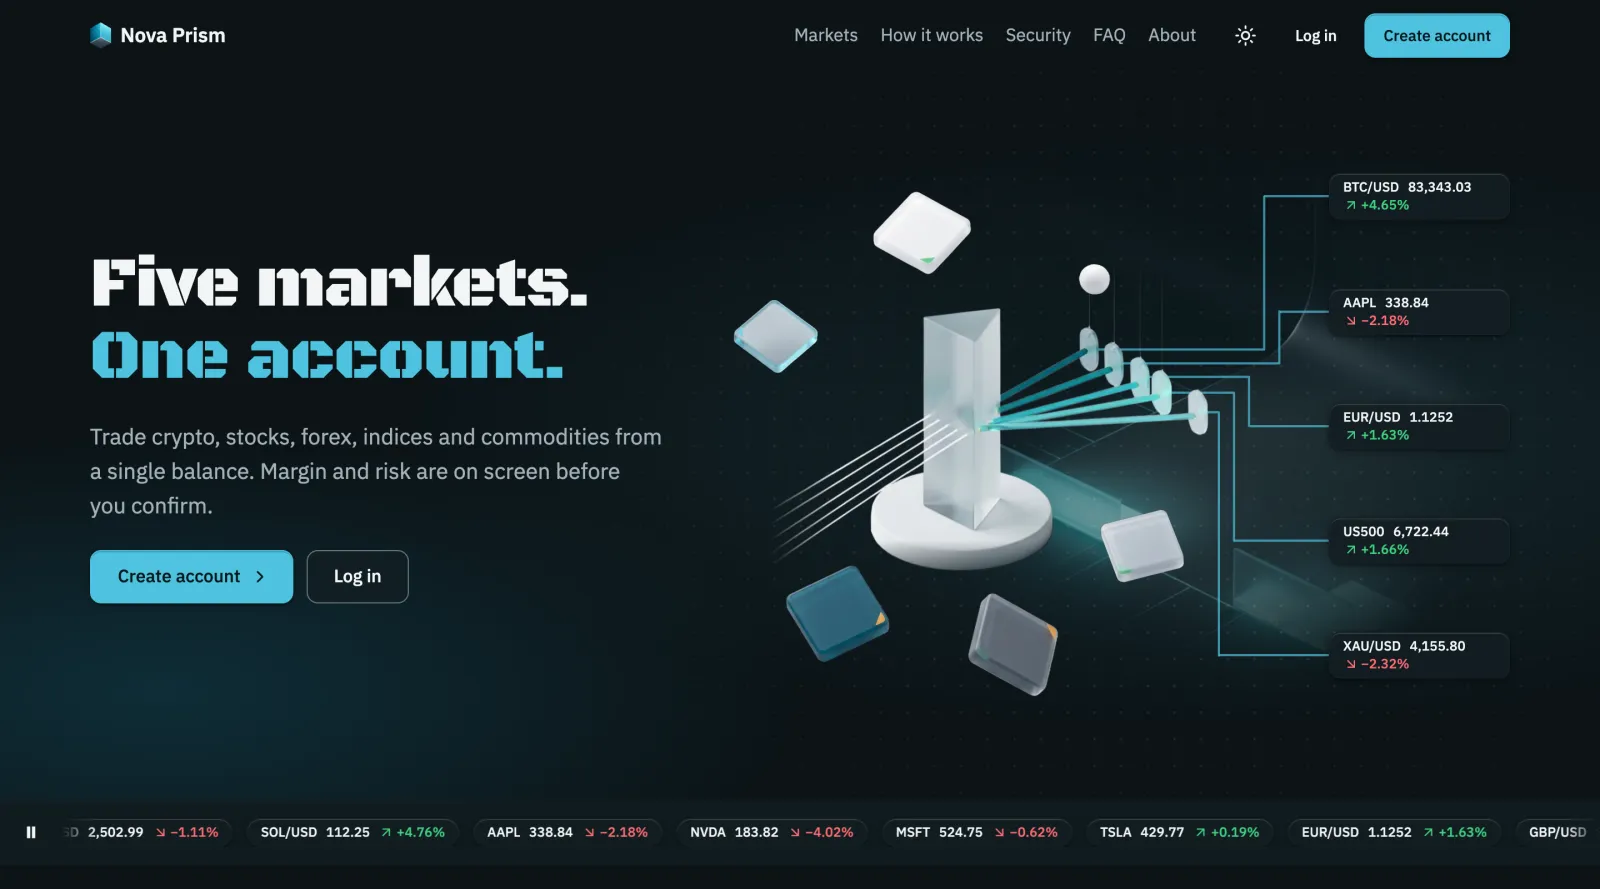 Nova Prism
Markets
How it works
Security
FAQ
About
Log in
Create account
Five markets.
One account.
Trade crypto, stocks, forex, indices and commodities from
a single balance. Margin and risk are on screen before
you confirm.
Create account
Log in
BTC/USD 83,343.03
↗ +4.65%
AAPL 338.84
↘ −2.18%
EUR/USD 1.1252
↗ +1.63%
US500 6,722.44
↗ +1.66%
XAU/USD 4,155.80
↘ −2.32%
2,502.99 ↘ −1.11%
SOL/USD 112.25 ↗ +4.76%
AAPL 338.84 ↘ −2.18%
NVDA 183.82 ↘ −4.02%
MSFT 524.75 ↘ −0.62%
TSLA 429.77 ↗ +0.19%
EUR/USD 1.1252 ↗ +1.63%
GBP/USD